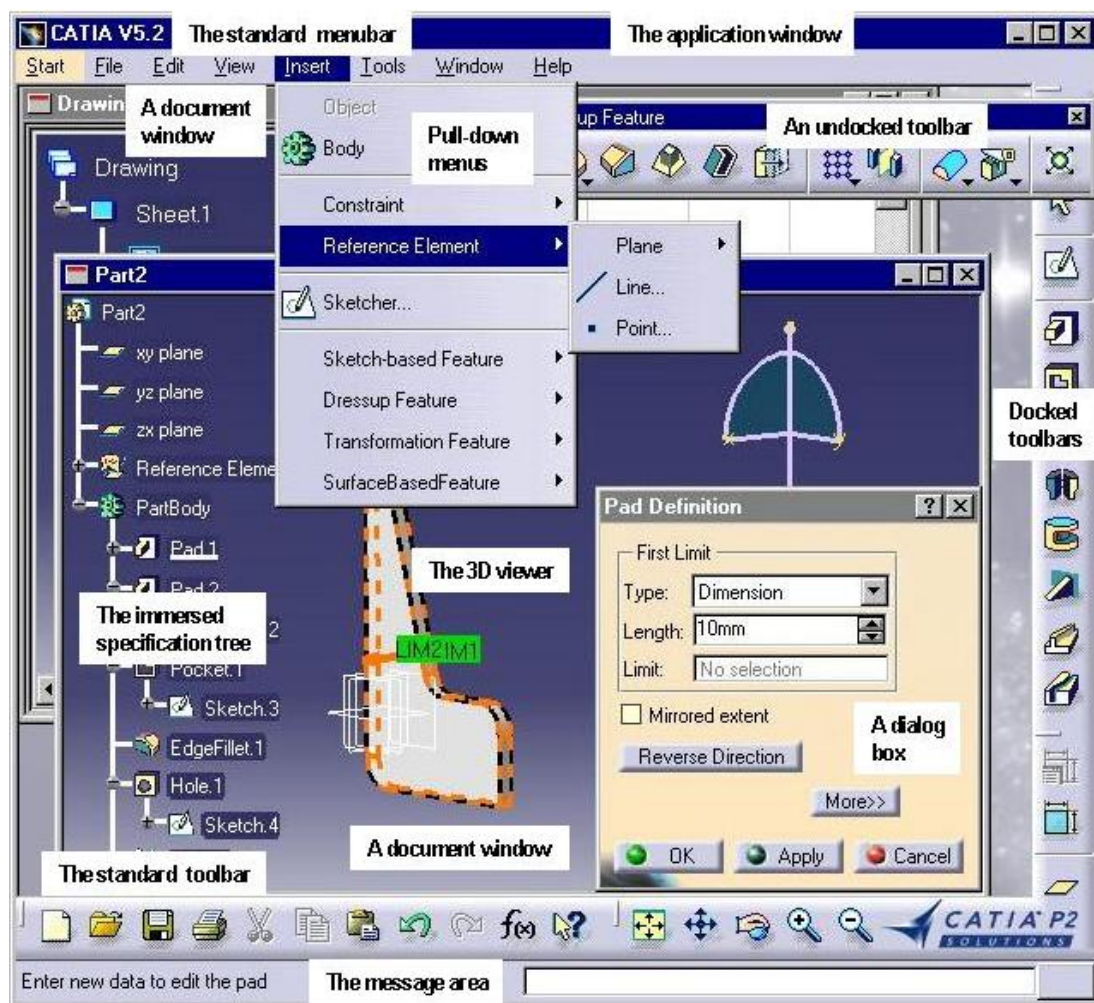 CATIA V5.2
The standard menubar
The application window
Start File Edit View Insert Tools Window Help
A document
window
Object
Body
Constraint
Reference Element
Sketcher...
Sketch-based Feature
Dressup Feature
Transformation Feature
SurfaceBasedFeature
Pull-down
menus
up Feature
An undocked toolbar
Plane
Line...
Point...
Drawing
Sheet.1
Part2
Part2
xy plane
yz plane
zx plane
Reference Eleme
PartBody
Pad.1
Pad.2
The immersed
specification tree
2
Pocket.1
Sketch.3
EdgeFillet.1
Hole.1
Sketch.4
The standard toolbar
The 3D viewer
LIM2
IM1
A document window
Docked
toolbars
Pad Definition
First Limit
Type: Dimension
Length: 10mm
Limit: No selection
Mirrored extent
Reverse Direction
A dialog
box
More>>
OK Apply Cancel
f(x)
CATIA P2
SOLUTIONS
Enter new data to edit the pad
The message area